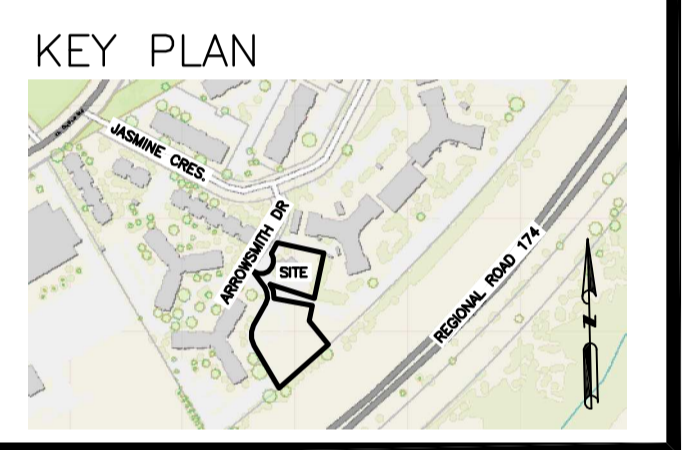 KEY PLAN
JASMINE CRES.
ARROWSMITH DR
SITE
REGIONAL ROAD 174
N